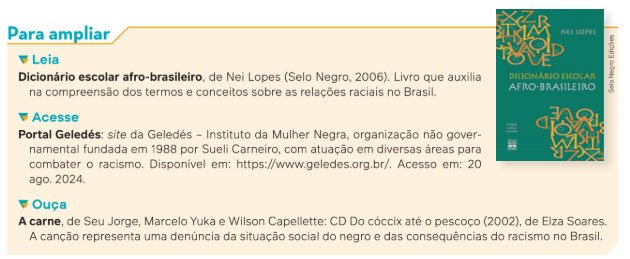 Para ampliar
Leia
Dicionário escolar afro-brasileiro, de Nei Lopes (Selo Negro, 2006). Livro que auxilia
na compreensão dos termos e conceitos sobre as relações raciais no Brasil.
Acesse
Portal Geledés: site da Geledés – Instituto da Mulher Negra, organização não gover-
namental fundada em 1988 por Sueli Carneiro, com atuação em diversas áreas para
combater o racismo. Disponível em: https://www.geledes.org.br/. Acesso em: 20
ago. 2024.
Ouça
A carne, de Seu Jorge, Marcelo Yuka e Wilson Capellette: CD Do cóccix até o pescoço (2002), de Elza Soares.
A canção representa uma denúncia da situação social do negro e das consequências do racismo no Brasil.
NEI LOPES
DICIONÁRIO ESCOLAR
AFRO-BRASILEIRO
Selo Negro Edições